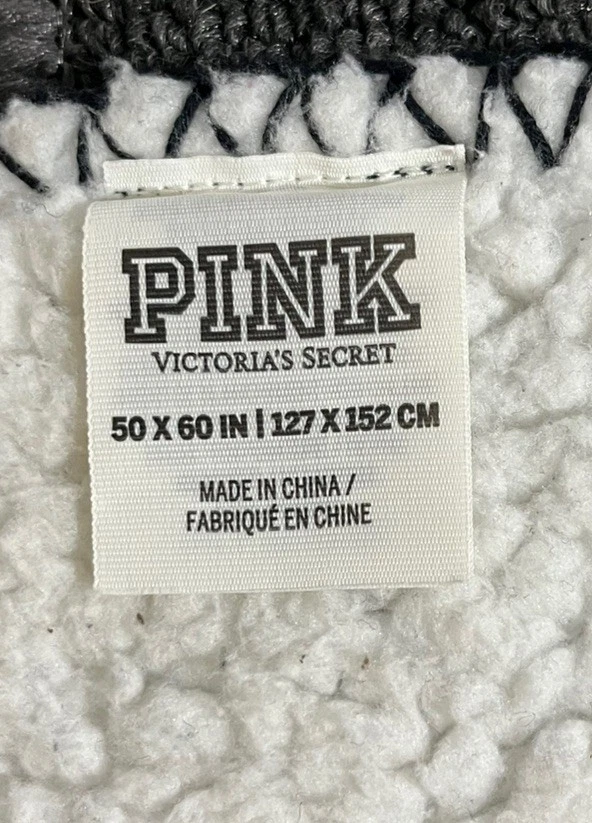 PINK
VICTORIA'S SECRET
50 X 60 IN | 127 X 152 CM
MADE IN CHINA /
FABRIQUÉ EN CHINE